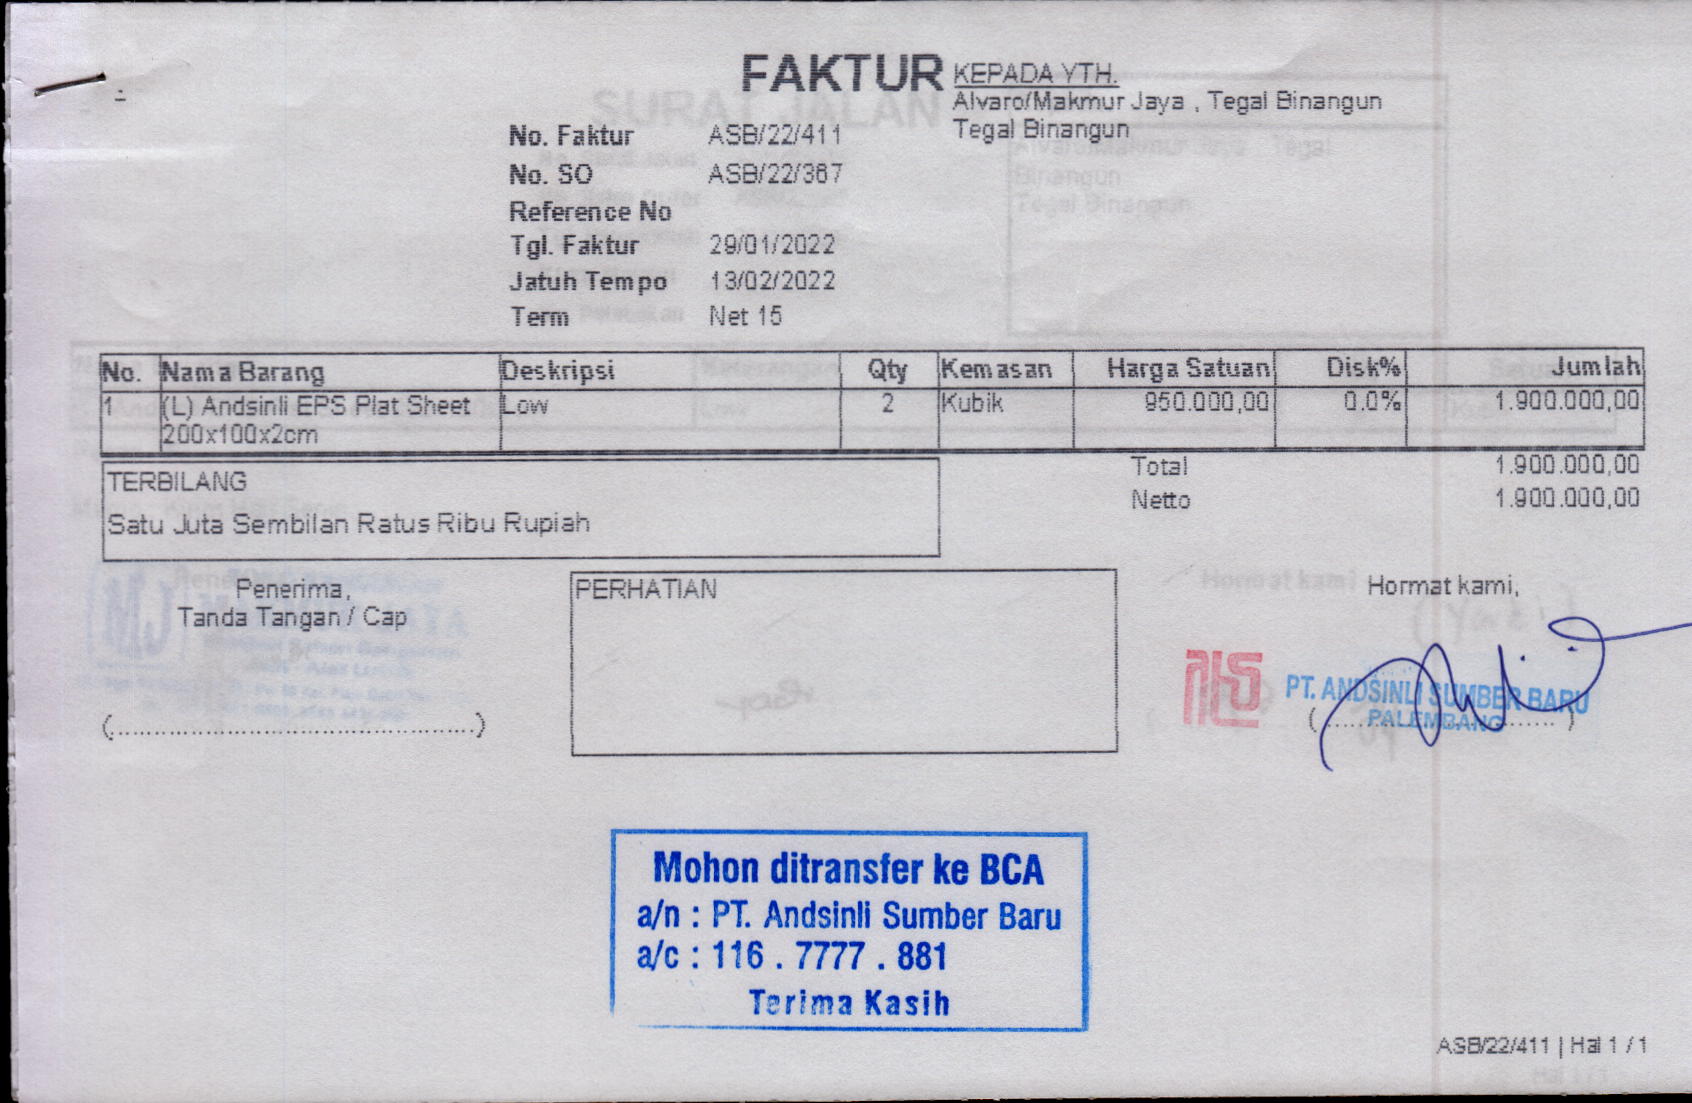 FAKTUR
KEPADA YTH.
Alvaro/Makmur Jaya , Tegal Binangun
Tegal Binangun
No. Faktur ASB/22/411
No. SO ASB/22/367
Reference No
Tgl. Faktur 29/01/2022
Jatuh Tempo 13/02/2022
Term Net 15
No. Nama Barang Deskripsi Qty Kemasan Harga Satuan Disk% Jumlah
1 (L) Andsinli EPS Plat Sheet Low 2 Kubik 950.000,00 0.0% 1.900.000,00
200x100x2cm
Total 1.900.000,00
Netto 1.900.000,00
TERBILANG
Satu Juta Sembilan Ratus Ribu Rupiah
Penerima,
Tanda Tangan / Cap
(................................................)
PERHATIAN
Hormat kami,
PT. ANDSINLI SUMBER BARU
PALEMBANG
Mohon ditransfer ke BCA
a/n : PT. Andsinli Sumber Baru
a/c : 116 . 7777 . 881
Terima Kasih
ASB/22/411 | Hal 1 / 1
SURAT JALAN